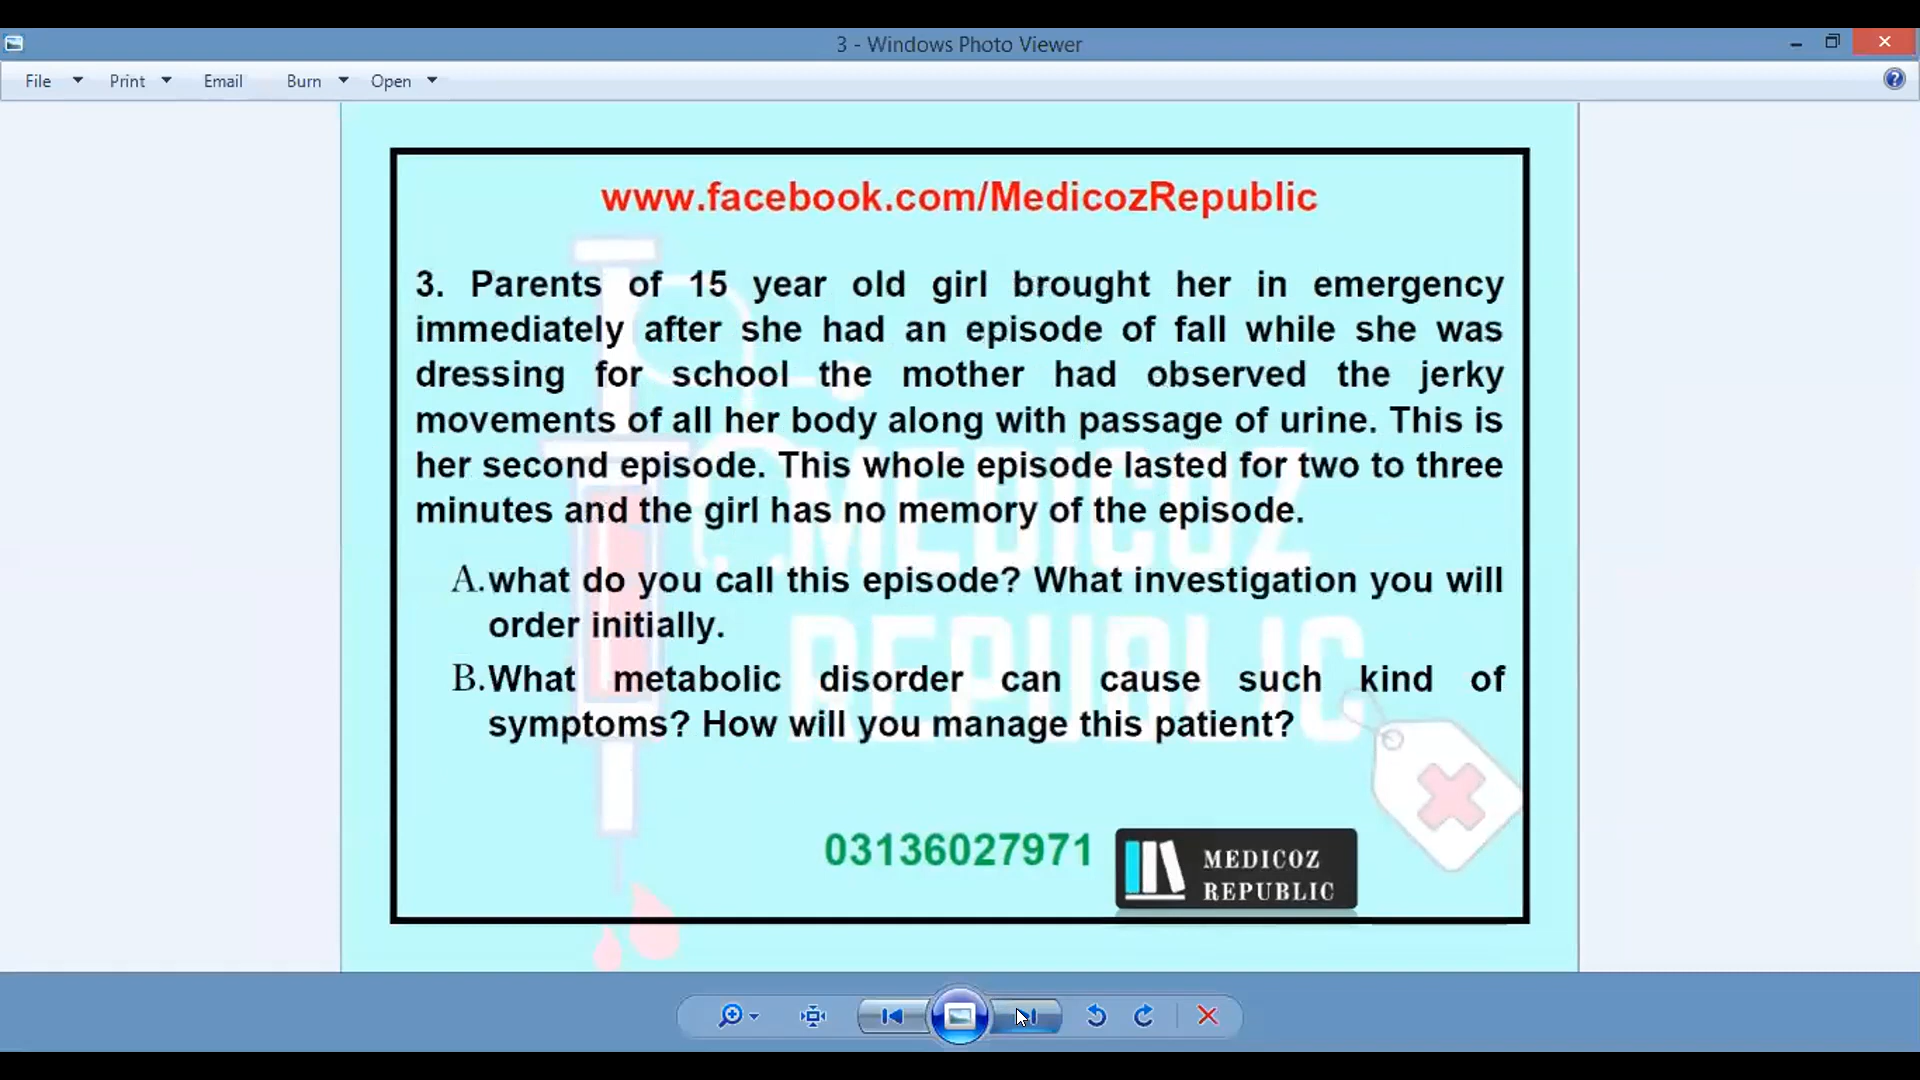 3 - Windows Photo Viewer
File Print Email Burn Open
www.facebook.com/MedicozRepublic
3. Parents of 15 year old girl brought her in emergency
immediately after she had an episode of fall while she was
dressing for school the mother had observed the jerky
movements of all her body along with passage of urine. This is
her second episode. This whole episode lasted for two to three
minutes and the girl has no memory of the episode.
A. what do you call this episode? What investigation you will
order initially.
B. What metabolic disorder can cause such kind of
symptoms? How will you manage this patient?
MEDICOZ
REPUBLIC
03136027971
MEDICOZ
REPUBLIC